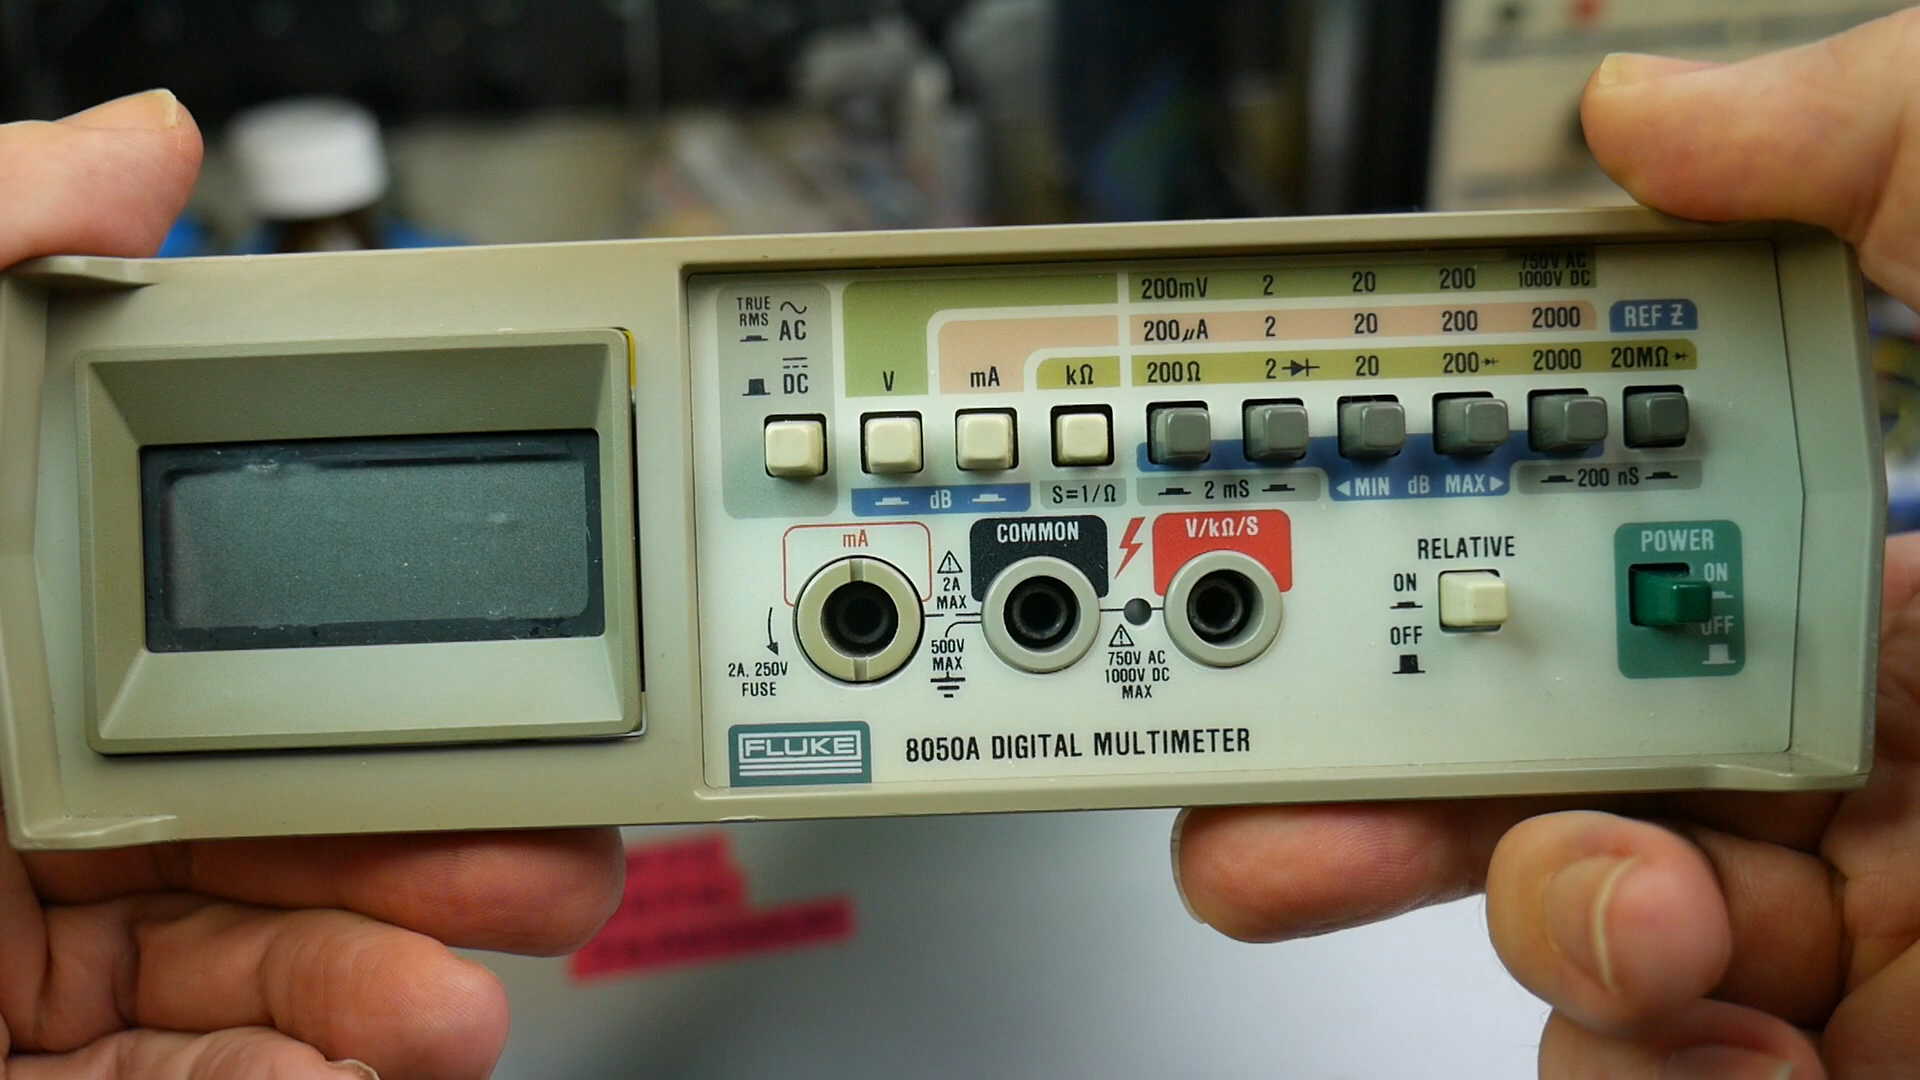 TRUE
RMS AC
DC
V
mA
kΩ
200mV 2 20 200 750V AC
1000V DC
200μA 2 20 200 2000 REF Z
200Ω 2 20 200 2000 20MΩ
dB
S=1/Ω
2 mS
MIN dB MAX
200 nS
mA
COMMON
V/kΩ/S
2A
MAX
500V
MAX
2A, 250V
FUSE
750V AC
1000V DC
MAX
RELATIVE
ON
OFF
POWER
ON
OFF
FLUKE
8050A DIGITAL MULTIMETER